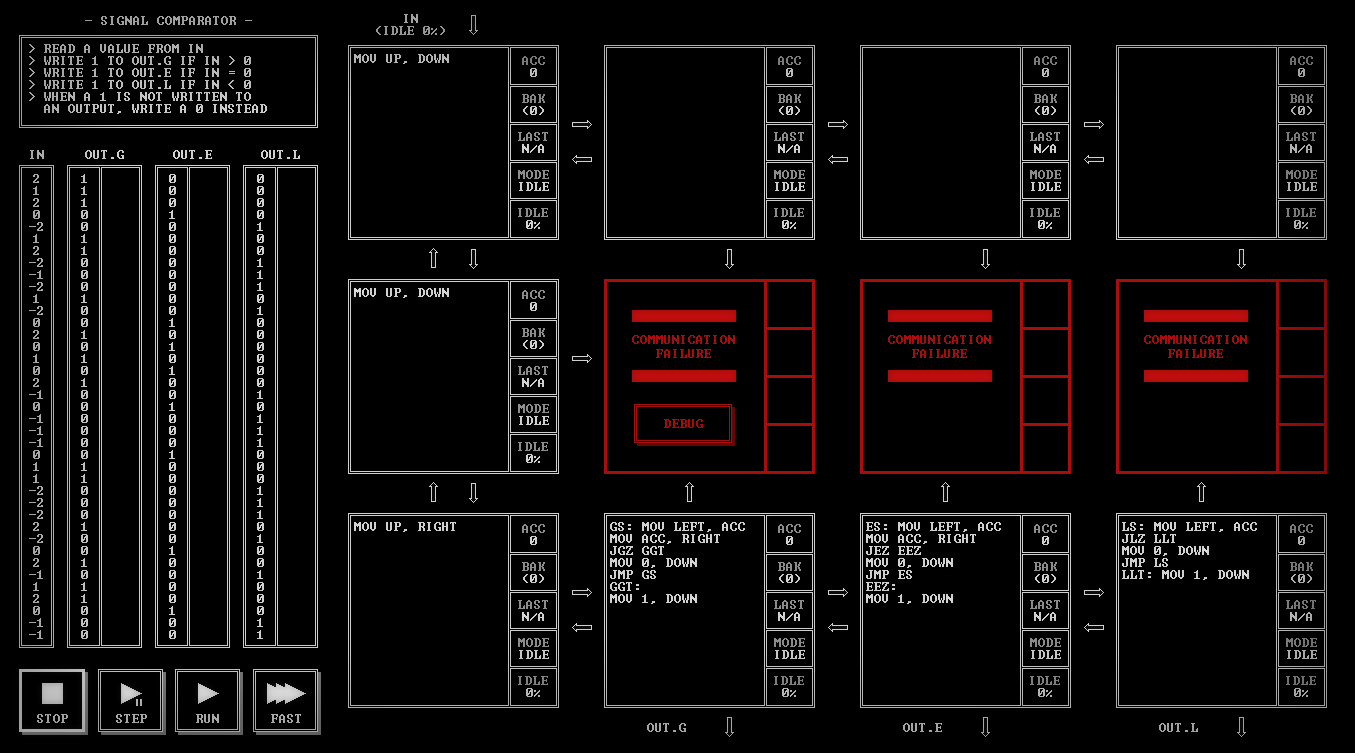 - SIGNAL COMPARATOR -
> READ A VALUE FROM IN
> WRITE 1 TO OUT.G IF IN > 0
> WRITE 1 TO OUT.E IF IN = 0
> WRITE 1 TO OUT.L IF IN < 0
> WHEN A 1 IS NOT WRITTEN TO
AN OUTPUT, WRITE A 0 INSTEAD
IN OUT.G OUT.E OUT.L
2 1 0 0
1 1 0 0
2 1 0 0
0 0 1 0
-2 0 0 1
1 1 0 0
2 1 0 0
-2 0 0 1
-1 0 0 1
-2 0 0 1
1 1 0 0
-2 0 0 1
0 0 1 0
2 1 0 0
0 0 1 0
1 1 0 0
0 0 1 0
2 1 0 0
-1 0 0 1
0 0 1 0
-1 0 0 1
-1 0 0 1
-1 0 0 1
0 0 1 0
1 1 0 0
1 1 0 0
-2 0 0 1
-2 0 0 1
-2 0 0 1
2 1 0 0
-2 0 0 1
0 0 1 0
2 1 0 0
-1 0 0 1
1 1 0 0
2 1 0 0
0 0 1 0
-1 0 0 1
-1 0 0 1
STOP
STEP
RUN
FAST
IN
(IDLE 0%)
MOV UP, DOWN
ACC
0
BAK
(0)
LAST
N/A
MODE
IDLE
IDLE
0%
ACC
0
BAK
(0)
LAST
N/A
MODE
IDLE
IDLE
0%
ACC
0
BAK
(0)
LAST
N/A
MODE
IDLE
IDLE
0%
ACC
0
BAK
(0)
LAST
N/A
MODE
IDLE
IDLE
0%
MOV UP, DOWN
ACC
0
BAK
(0)
LAST
N/A
MODE
IDLE
IDLE
0%
COMMUNICATION
FAILURE
DEBUG
COMMUNICATION
FAILURE
COMMUNICATION
FAILURE
MOV UP, RIGHT
ACC
0
BAK
(0)
LAST
N/A
MODE
IDLE
IDLE
0%
GS: MOV LEFT, ACC
MOV ACC, RIGHT
JGZ GGT
MOV 0, DOWN
JMP GS
GGT:
MOV 1, DOWN
ACC
0
BAK
(0)
LAST
N/A
MODE
IDLE
IDLE
0%
ES: MOV LEFT, ACC
MOV ACC, RIGHT
JEZ EEZ
MOV 0, DOWN
JMP ES
EEZ:
MOV 1, DOWN
ACC
0
BAK
(0)
LAST
N/A
MODE
IDLE
IDLE
0%
LS: MOV LEFT, ACC
JLZ LLT
MOV 0, DOWN
JMP LS
LLT: MOV 1, DOWN
ACC
0
BAK
(0)
LAST
N/A
MODE
IDLE
IDLE
0%
OUT.G
OUT.E
OUT.L